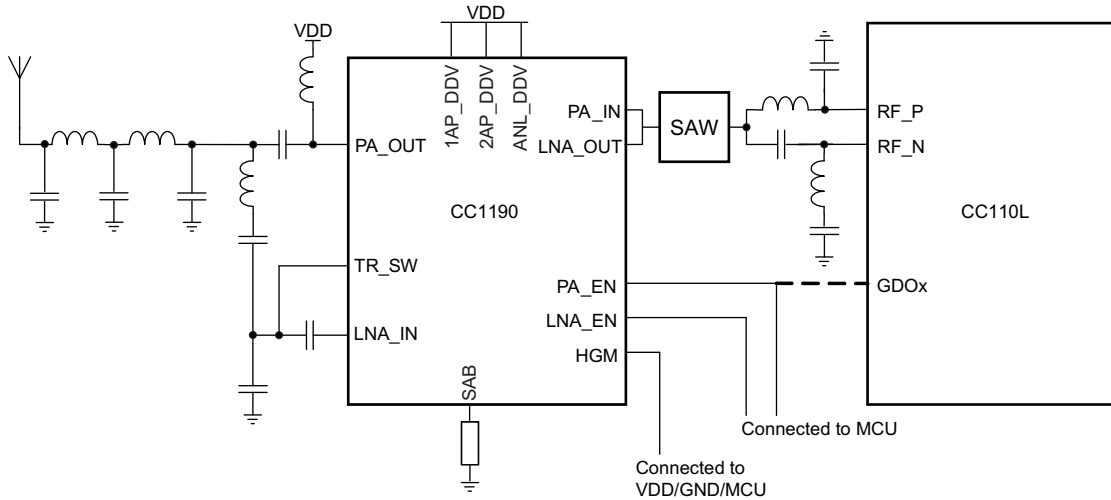 VDD
VDD
1AP_DDV
2AP_DDV
ANL_DDV
PA_OUT
TR_SW
LNA_IN
SAB
CC1190
PA_IN
LNA_OUT
PA_EN
LNA_EN
HGM
SAW
RF_P
RF_N
CC110L
GDOx
Connected to MCU
Connected to
VDD/GND/MCU